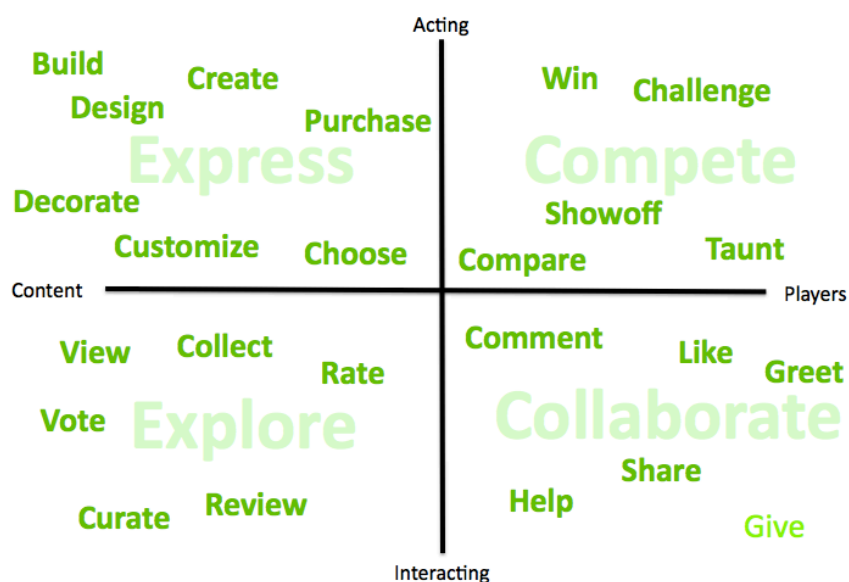 Acting
Build
Create
Design
Purchase
Express
Decorate
Customize
Choose
Win
Challenge
Compete
Showoff
Compare
Taunt
Content
Players
View
Collect
Rate
Vote
Explore
Curate
Review
Comment
Like
Greet
Collaborate
Share
Help
Give
Interacting